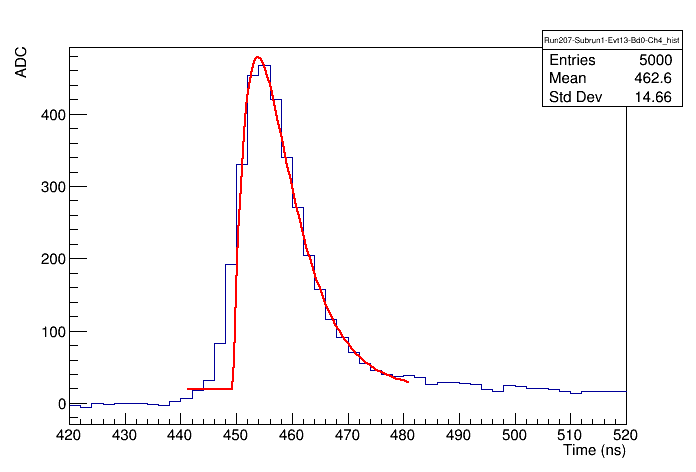 Run207-Subrun1-Evt13-Bd0-Ch4_hist
Entries 5000
Mean 462.6
Std Dev 14.66
ADC
400
300
200
100
0
420 430 440 450 460 470 480 490 500 510 520
Time (ns)